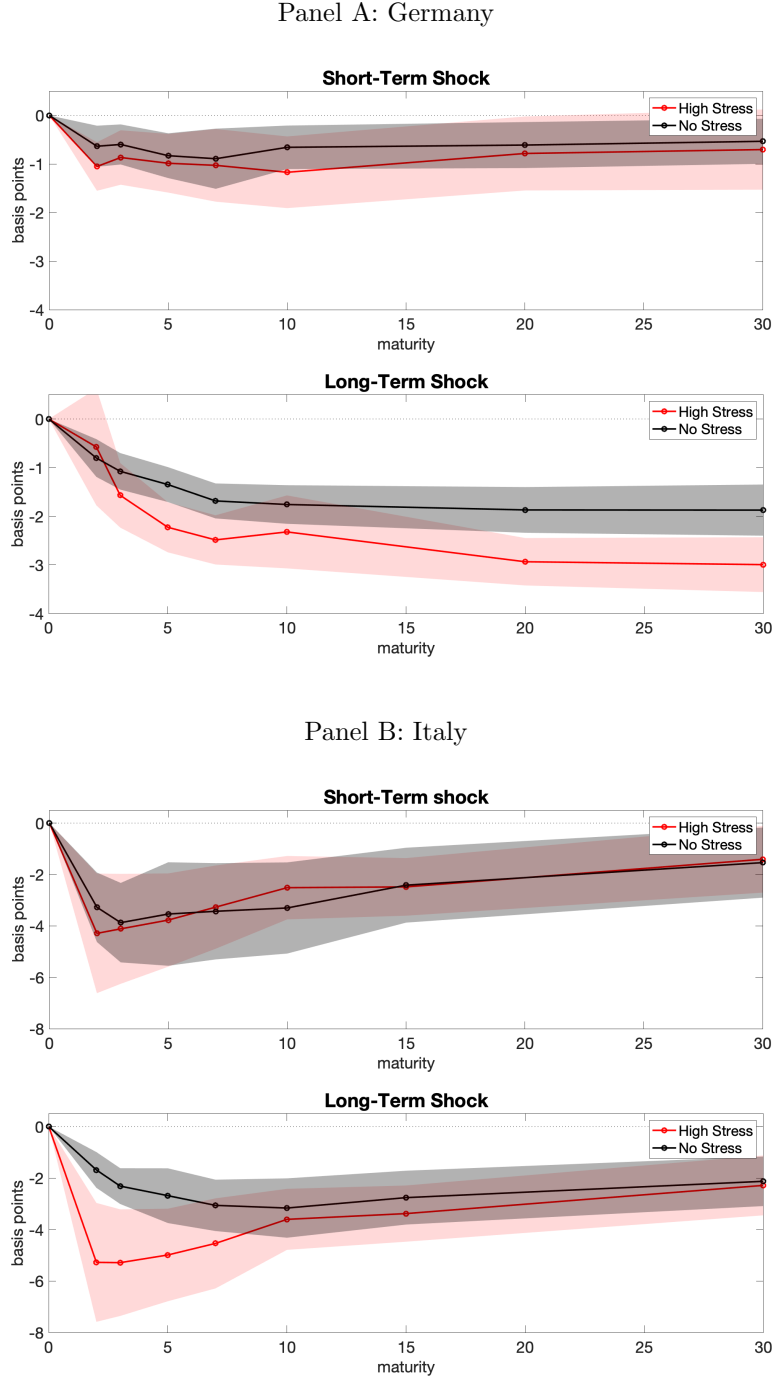 Panel A: Germany
Short-Term Shock
High Stress
No Stress
0
-1
-2
-3
-4
basis points
0 5 10 15 20 25 30
maturity
Long-Term Shock
High Stress
No Stress
0
-1
-2
-3
-4
basis points
0 5 10 15 20 25 30
maturity
Panel B: Italy
Short-Term shock
High Stress
No Stress
0
-2
-4
-6
-8
basis points
0 5 10 15 20 25 30
maturity
Long-Term Shock
High Stress
No Stress
0
-2
-4
-6
-8
basis points
0 5 10 15 20 25 30
maturity